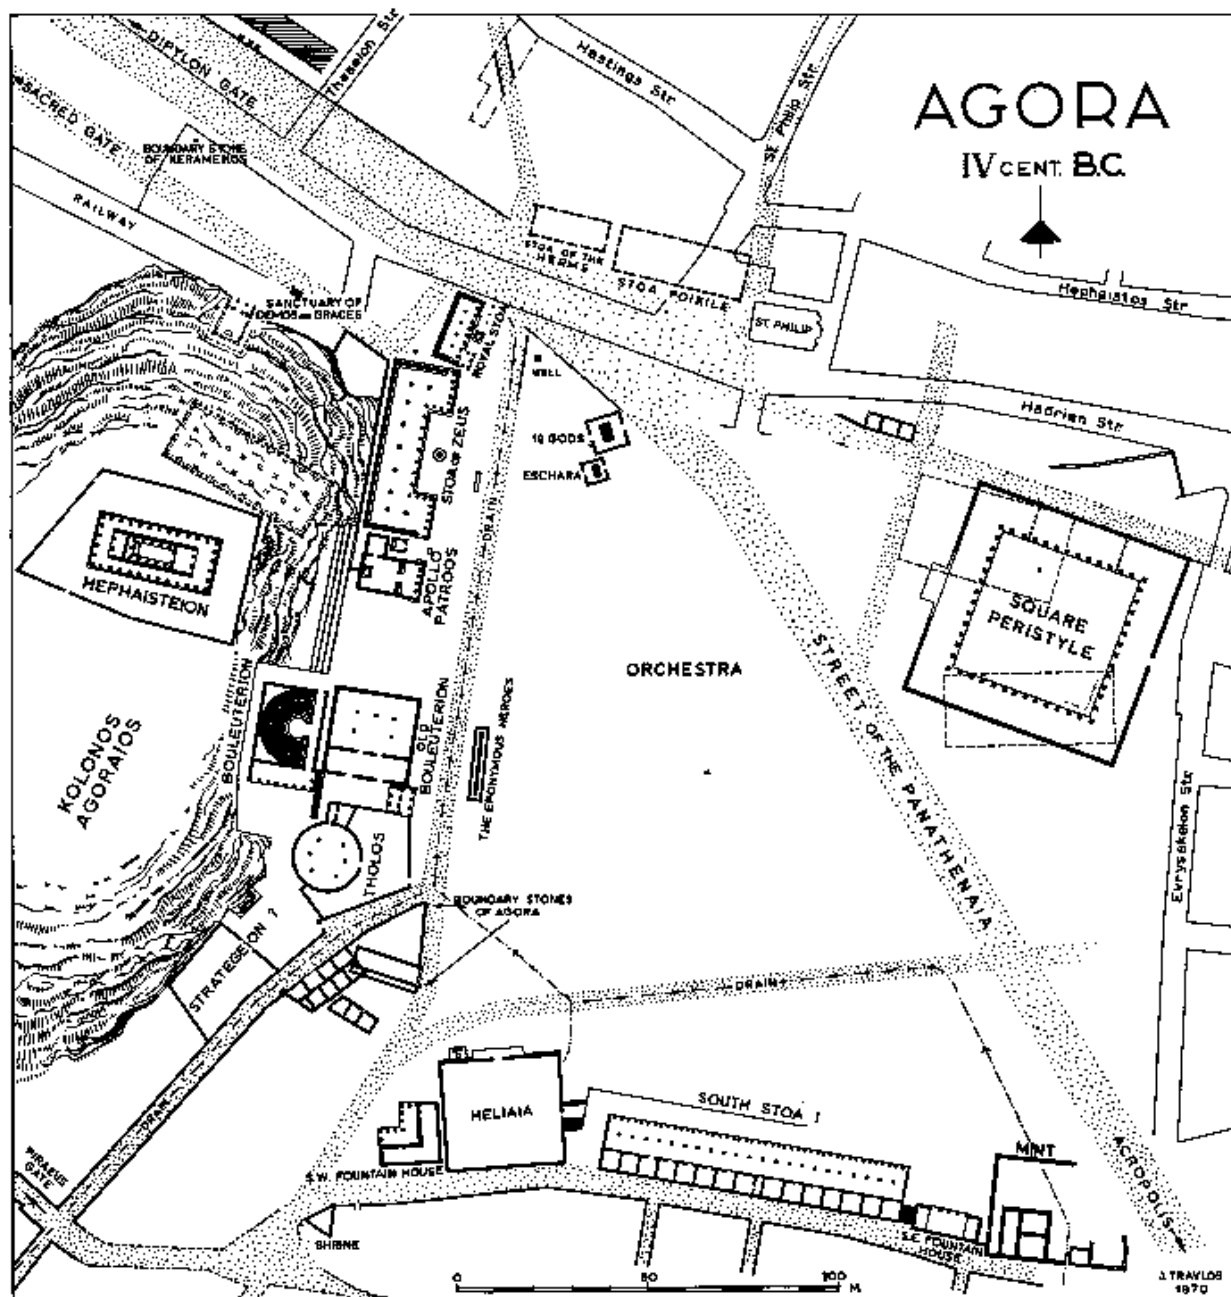 AGORA
IV CENT. B.C.
DIPYLON GATE
Theseion Str
Hastings Str
St. Philip Str.
SACRED GATE
BOUNDARY STONE
OF KERAMEIKOS
RAILWAY
STOA OF THE
HERMS
STOA POIKILE
Hephaistos Str
SANCTUARY OF
DEMOS AND GRACES
ROYAL STOA
ST. PHILIP
WELL
Hadrian Str
STOA OF ZEUS
12 GODS
ESCHARA
DRAIN
HEPHAISTEION
APOLLO
PATROOS
SQUARE
PERISTYLE
ORCHESTRA
STREET OF THE PANATHENAIA
BOULEUTERION
OLD
BOULEUTERION
THE EPONYMOUS HEROES
KOLONOS
AGORAIOS
Evrysakeion Str
THOLOS
BOUNDARY STONES
OF AGORA
STRATEGEION ?
DRAIN
DRAIN
HELIAIA
SOUTH STOA I
MINT
ACROPOLIS
PIRAEUS
GATE
S.W. FOUNTAIN HOUSE
SHRINE
S.E. FOUNTAIN
HOUSE
0 50 100
M.
J. TRAVLOS
1970